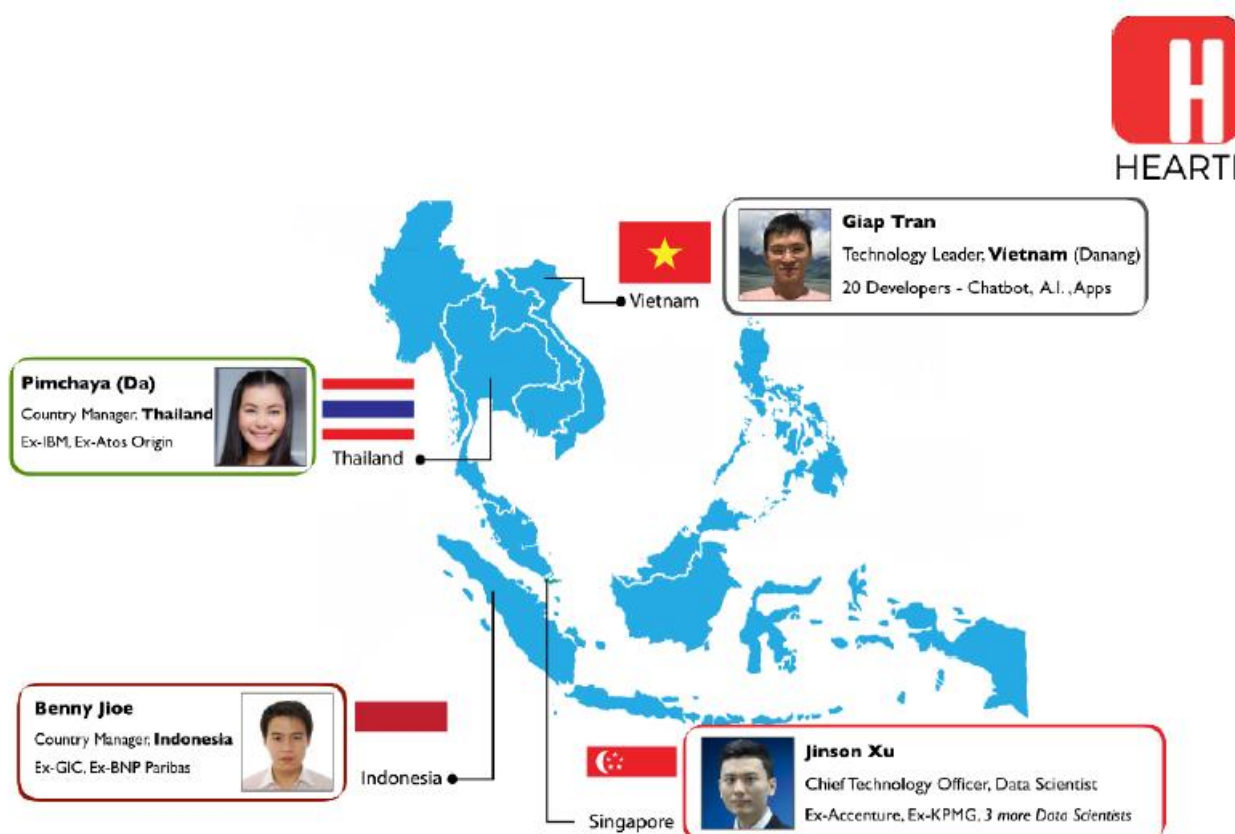 H
HEARTI
Giap Tran
Technology Leader, Vietnam (Danang)
20 Developers - Chatbot, A.I. ,Apps
Vietnam
Pimchaya (Da)
Country Manager, Thailand
Ex-IBM, Ex-Atos Origin
Thailand
Benny Jioe
Country Manager, Indonesia
Ex-GIC, Ex-BNP Paribas
Indonesia
Jinson Xu
Chief Technology Officer, Data Scientist
Ex-Accenture, Ex-KPMG, 3 more Data Scientists
Singapore